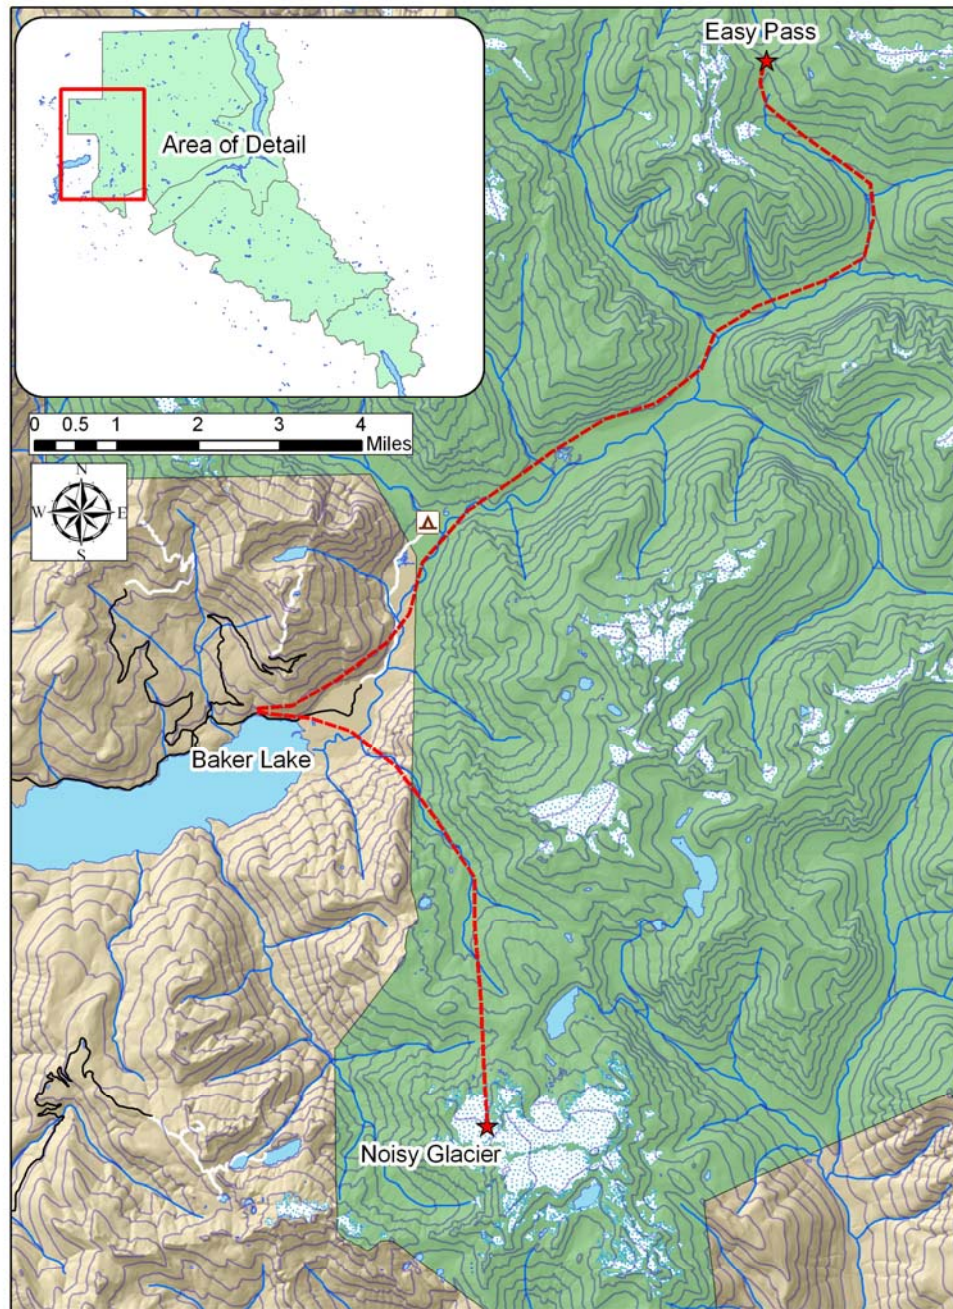 Easy Pass
Area of Detail
0 0.5 1 2 3 4
Miles
N
W E
S
Baker Lake
Noisy Glacier